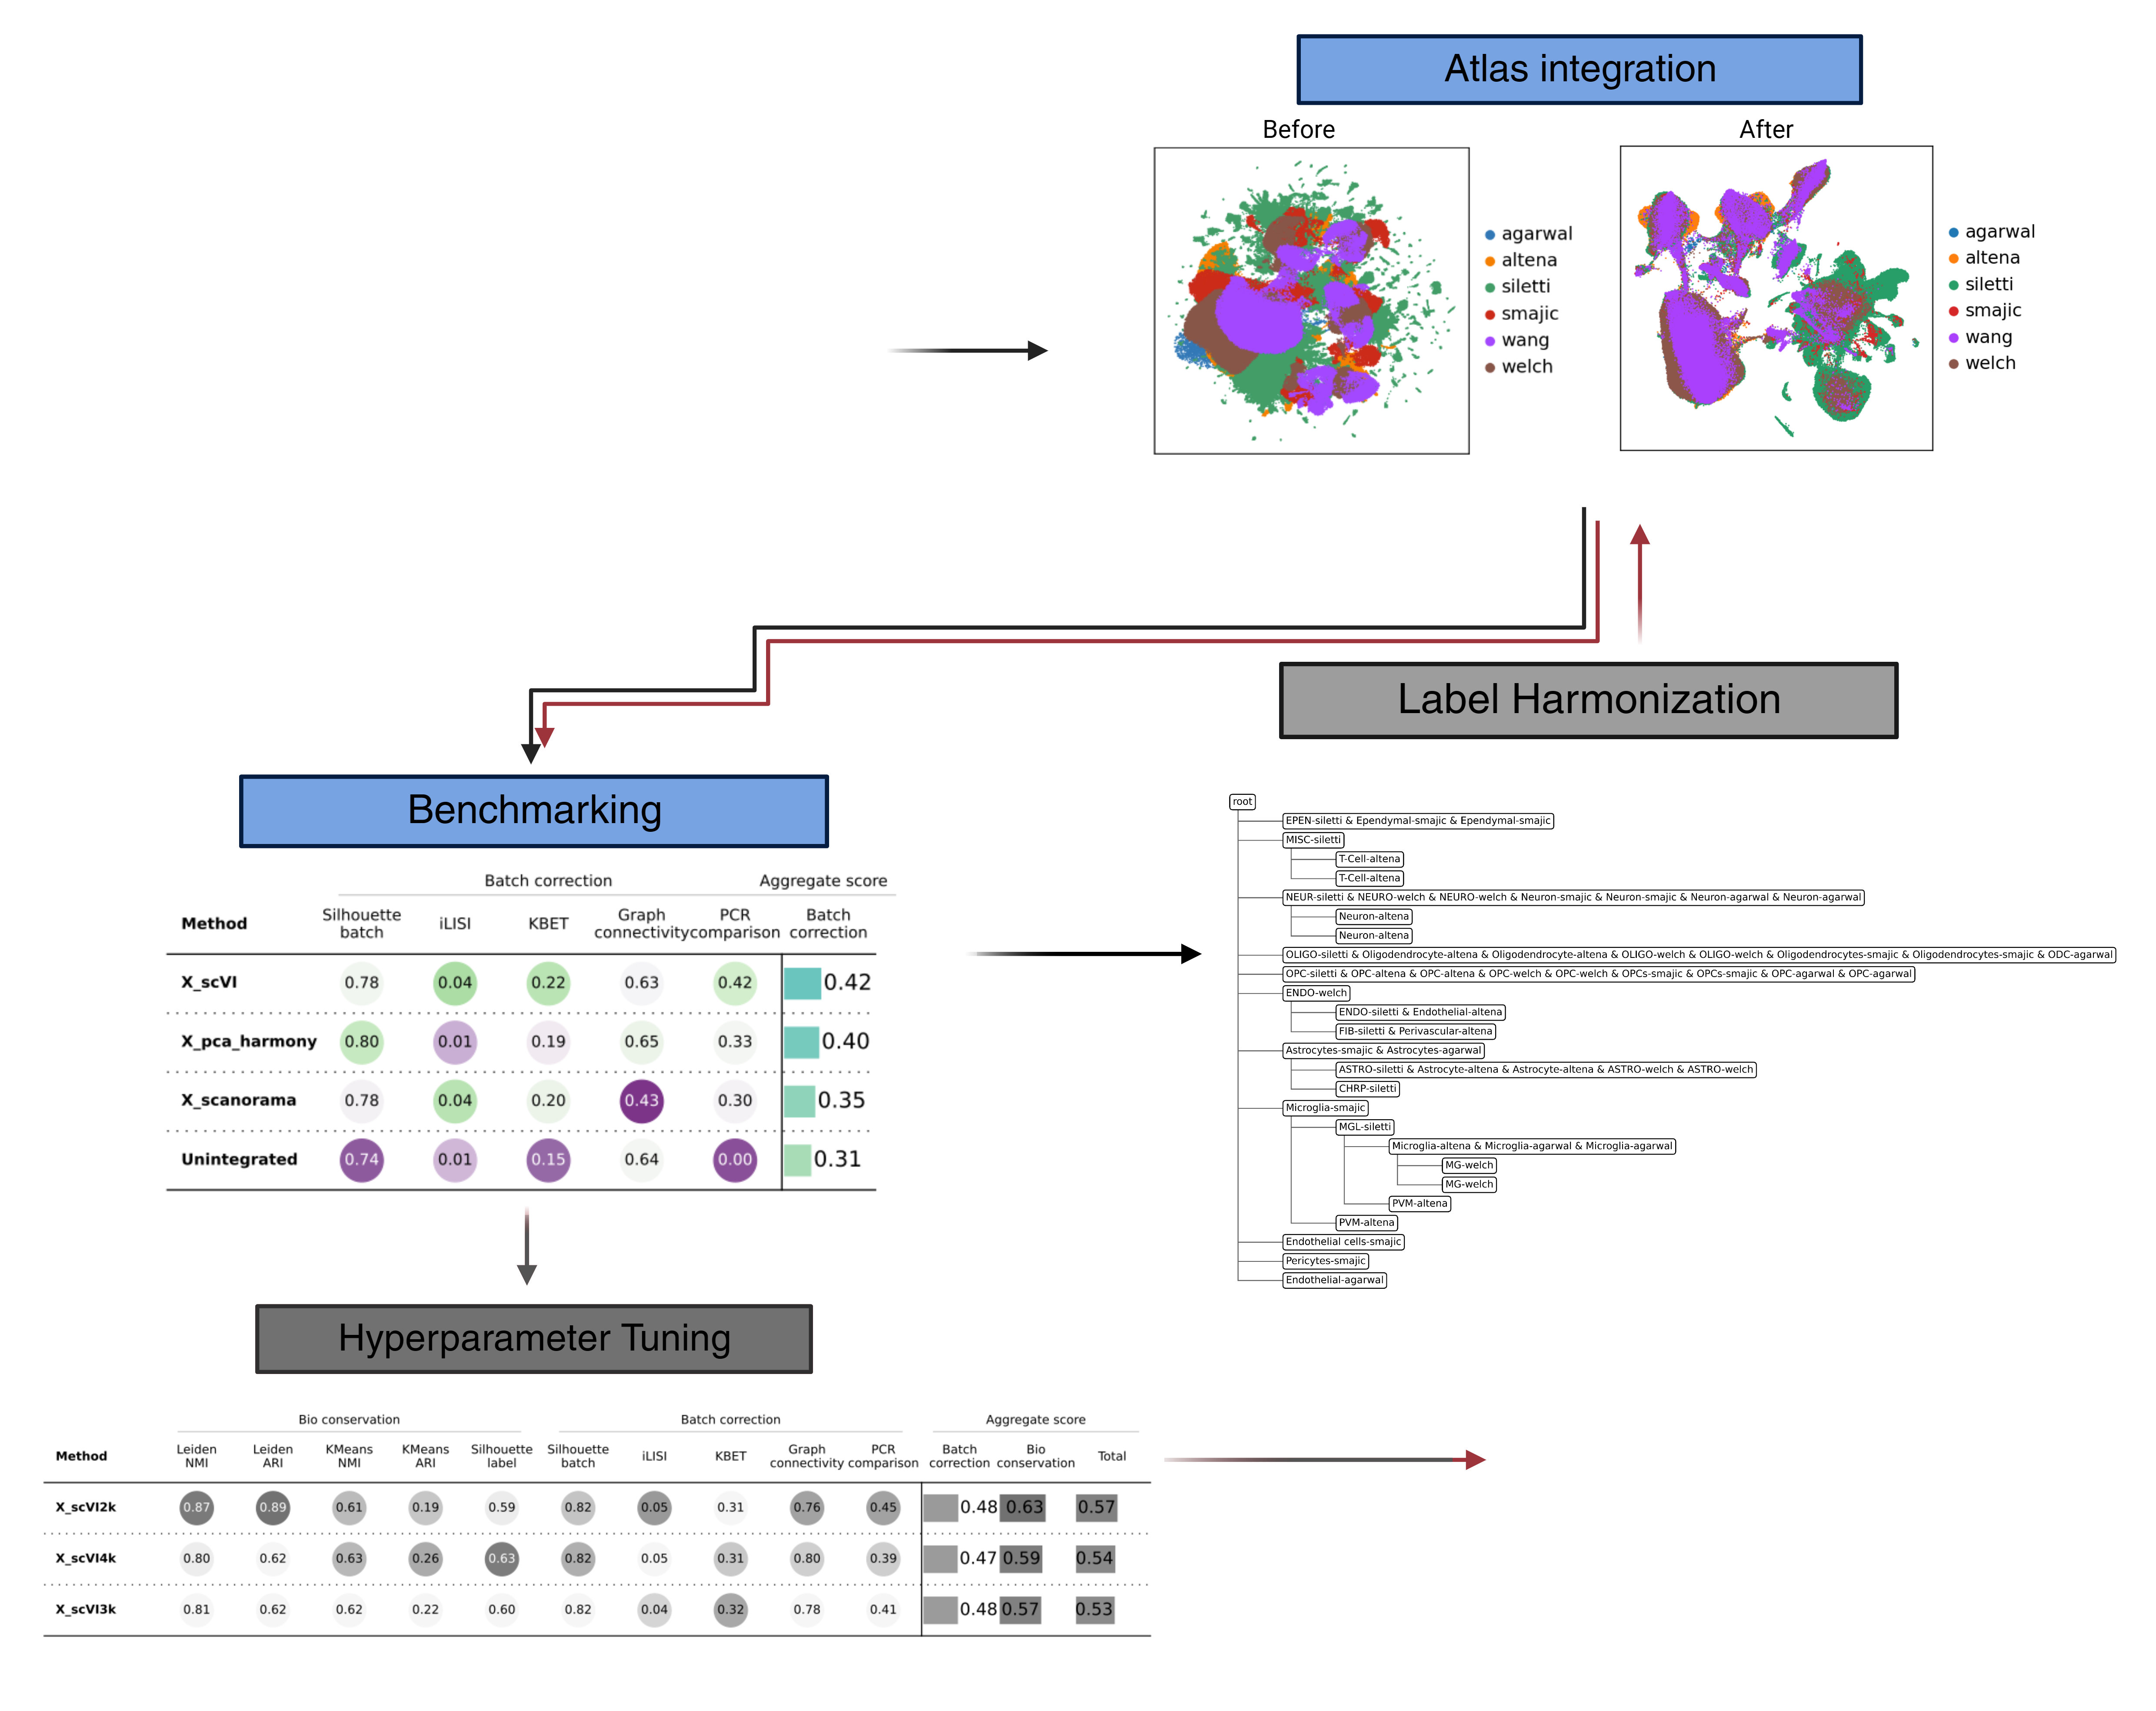 Atlas integration
Before
After
agarwal
altena
siletti
smajic
wang
welch
agarwal
altena
siletti
smajic
wang
welch
Label Harmonization
Benchmarking
Batch correction Aggregate score
Method Silhouette batch iLISI KBET Graph connectivity PCR comparison Batch correction
X_scVI 0.78 0.04 0.22 0.63 0.42 0.42
X_pca_harmony 0.80 0.01 0.19 0.65 0.33 0.40
X_scanorama 0.78 0.04 0.20 0.43 0.30 0.35
Unintegrated 0.74 0.01 0.15 0.64 0.00 0.31
root
EPEN-siletti & Ependymal-smajic & Ependymal-smajic
MISC-siletti
T-Cell-altena
T-Cell-altena
NEUR-siletti & NEURO-welch & NEURO-welch & Neuron-smajic & Neuron-smajic & Neuron-agarwal & Neuron-agarwal
Neuron-altena
Neuron-altena
OLIGO-siletti & Oligodendrocyte-altena & Oligodendrocyte-altena & OLIGO-welch & OLIGO-welch & Oligodendrocytes-smajic & Oligodendrocytes-smajic & ODC-agarwal
OPC-siletti & OPC-altena & OPC-altena & OPC-welch & OPC-welch & OPCs-smajic & OPCs-smajic & OPC-agarwal & OPC-agarwal
ENDO-welch
ENDO-siletti & Endothelial-altena
FIB-siletti & Perivascular-altena
Astrocytes-smajic & Astrocytes-agarwal
ASTRO-siletti & Astrocyte-altena & Astrocyte-altena & ASTRO-welch & ASTRO-welch
CHRP-siletti
Microglia-smajic
MGL-siletti
Microglia-altena & Microglia-agarwal & Microglia-agarwal
MG-welch
MG-welch
PVM-altena
PVM-altena
Endothelial cells-smajic
Pericytes-smajic
Endothelial-agarwal
Hyperparameter Tuning
Bio conservation Batch correction Aggregate score
Method Leiden NMI Leiden ARI KMeans NMI KMeans ARI Silhouette label Silhouette batch iLISI KBET Graph connectivity PCR comparison Batch correction Bio conservation Total
X_scVI2k 0.87 0.89 0.61 0.19 0.59 0.82 0.05 0.31 0.76 0.45 0.48 0.63 0.57
X_scVI4k 0.80 0.62 0.63 0.26 0.63 0.82 0.05 0.31 0.80 0.39 0.47 0.59 0.54
X_scVI3k 0.81 0.62 0.62 0.22 0.60 0.82 0.04 0.32 0.78 0.41 0.48 0.57 0.53